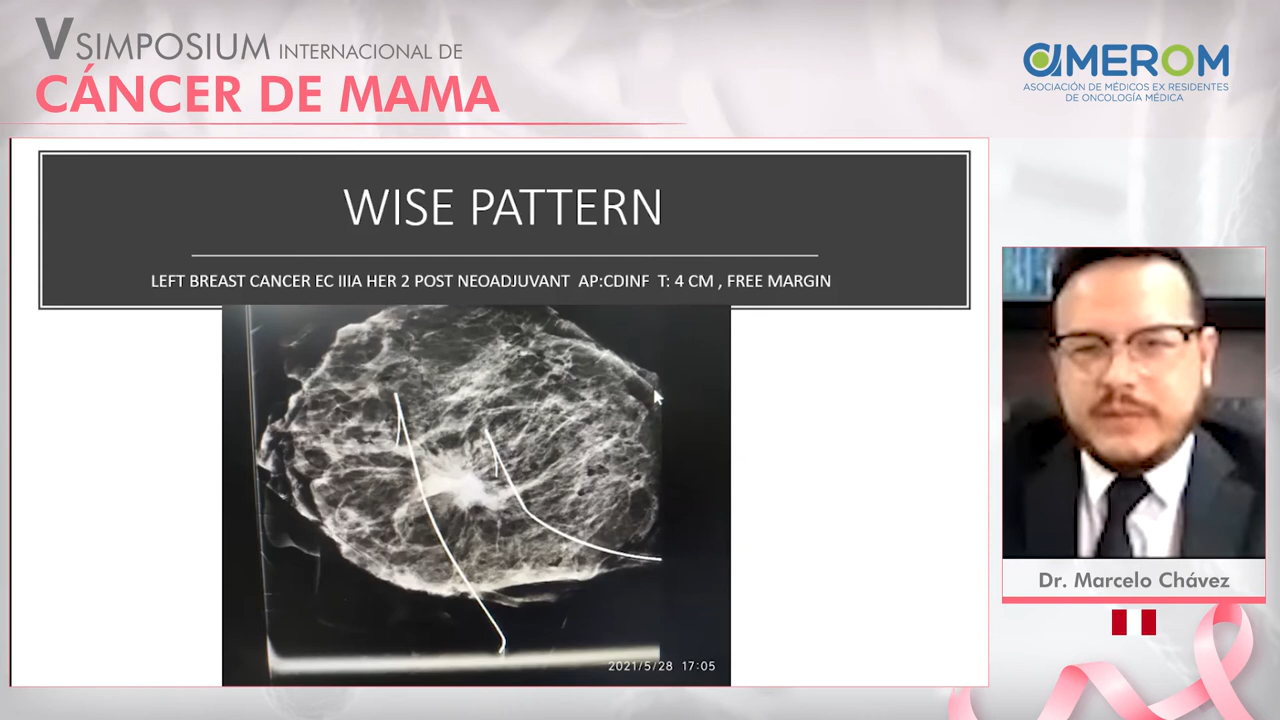 V SIMPOSIUM INTERNACIONAL DE
CÁNCER DE MAMA
AMEROM
ASOCIACIÓN DE MÉDICOS EX RESIDENTES
DE ONCOLOGÍA MÉDICA
WISE PATTERN
LEFT BREAST CANCER EC IIIA HER 2 POST NEOADJUVANT AP:CDINF T: 4 CM , FREE MARGIN
2021/5/28 17:05
Dr. Marcelo Chávez